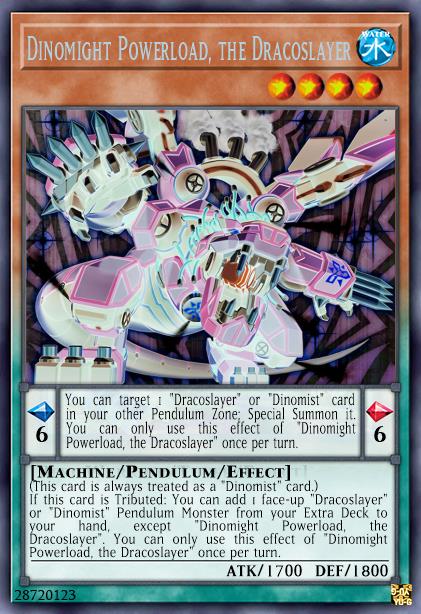 DINOMIGHT POWERLOAD, THE DRACOSLAYER
WATER
水
You can target 1 "Dracoslayer" or "Dinomist" card
in your other Pendulum Zone; Special Summon it.
You can only use this effect of "Dinomight
Powerload, the Dracoslayer" once per turn.
6
6
[MACHINE/PENDULUM/EFFECT]
(This card is always treated as a "Dinomist" card.)
If this card is Tributed: You can add 1 face-up "Dracoslayer"
or "Dinomist" Pendulum Monster from your Extra Deck to
your hand, except "Dinomight Powerload, the
Dracoslayer". You can only use this effect of "Dinomight
Powerload, the Dracoslayer" once per turn.
ATK/1700 DEF/1800
28720123